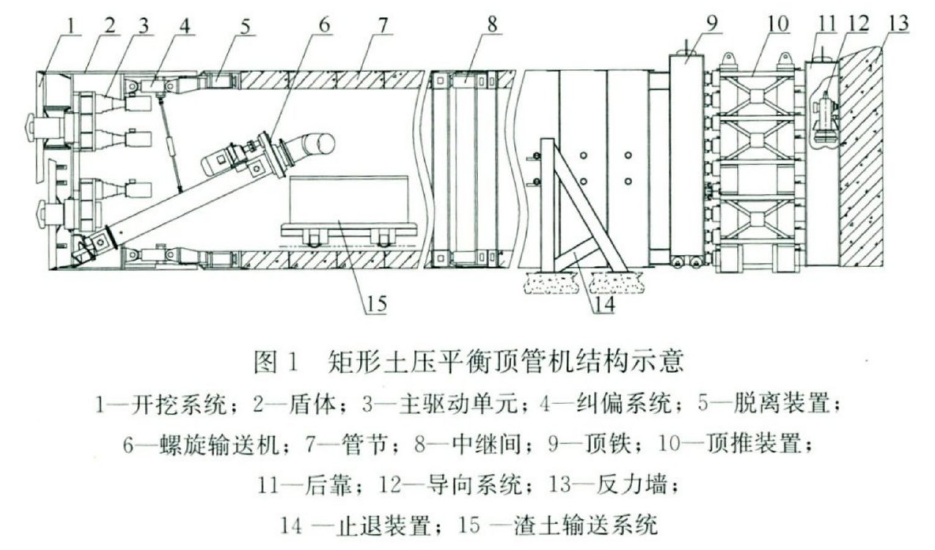 1 2 3 4 5 6 7 8 9 10 11 12 13
15 14
图 1 矩形土压平衡顶管机结构示意
1—开挖系统；2—盾体；3—主驱动单元；4—纠偏系统；5—脱离装置；
6—螺旋输送机；7—管节；8—中继间；9—顶铁；10—顶推装置；
11—后靠；12—导向系统；13—反力墙；
14 —止退装置；15 —渣土输送系统